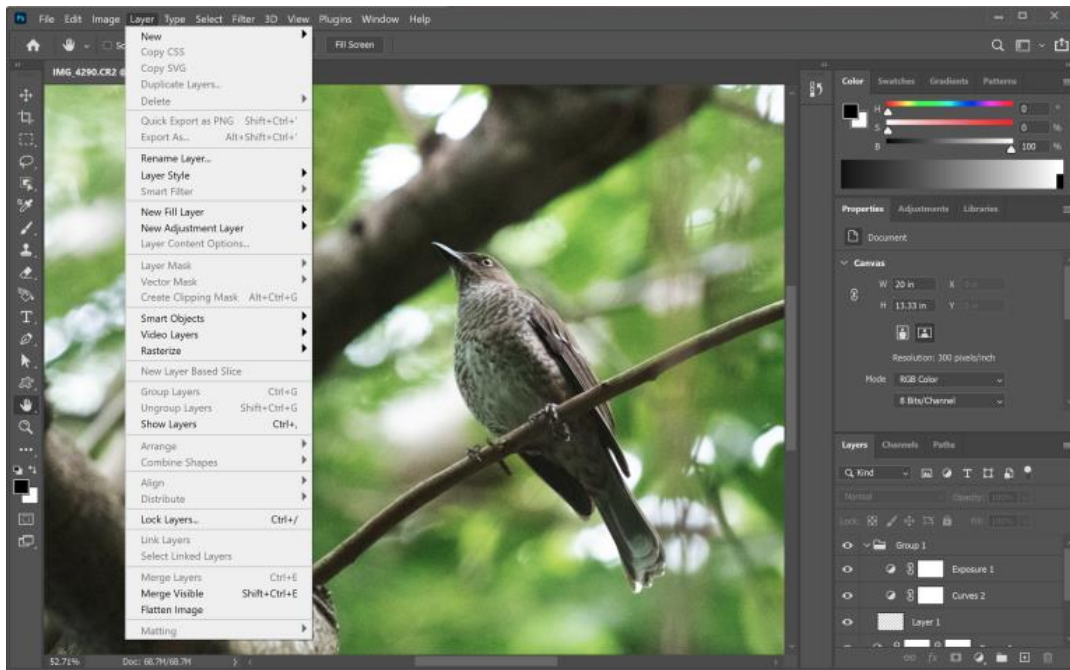 Ps File Edit Image Layer Type Select Filter 3D View Plugins Window Help
Fill Screen
IMG_4290.CR2
New
Copy CSS
Copy SVG
Duplicate Layers...
Delete
Quick Export as PNG Shift+Ctrl+'
Export As... Alt+Shift+Ctrl+'
Rename Layer...
Layer Style
Smart Filter
New Fill Layer
New Adjustment Layer
Layer Content Options...
Layer Mask
Vector Mask
Create Clipping Mask Alt+Ctrl+G
Smart Objects
Video Layers
Rasterize
New Layer Based Slice
Group Layers Ctrl+G
Ungroup Layers Shift+Ctrl+G
Show Layers Ctrl+,
Arrange
Combine Shapes
Align
Distribute
Lock Layers... Ctrl+/
Link Layers
Select Linked Layers
Merge Layers Ctrl+E
Merge Visible Shift+Ctrl+E
Flatten Image
Matting
52.71% Doc: 68.7M/68.7M
Color Swatches Gradients Patterns
H 0 °
S 0 %
B 100 %
Properties Adjustments Libraries
Document
Canvas
W 20 in X
H 13.33 in Y
Resolution: 300 pixels/inch
Mode RGB Color
8 Bits/Channel
Layers Channels Paths
Kind
Normal Opacity: 100%
Lock: Fill: 100%
Group 1
Exposure 1
Curves 2
Layer 1
fx